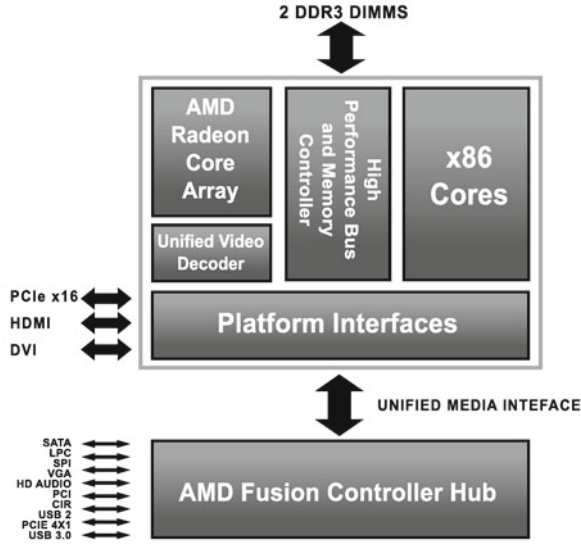 2 DDR3 DIMMS
AMD
Radeon
Core
Array
High
Performance Bus
and Memory
Controller
x86
Cores
Unified Video
Decoder
PCIe x16
HDMI
DVI
Platform Interfaces
UNIFIED MEDIA INTEFACE
SATA
LPC
SPI
VGA
HD AUDIO
PCI
CIR
USB 2
PCIE 4X1
USB 3.0
AMD Fusion Controller Hub